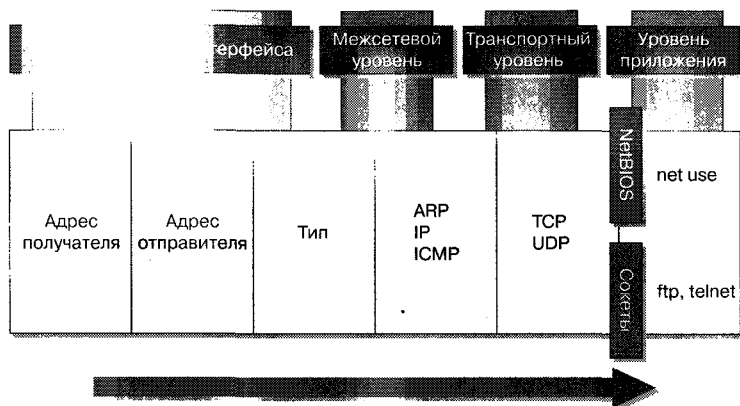 терфейса
Межсетевой
уровень
Транспортный
уровень
Уровень
приложения
Адрес
получателя
Адрес
отправителя
Тип
ARP
IP
ICMP
TCP
UDP
NetBIOS
net use
Сокеты
ftp, telnet